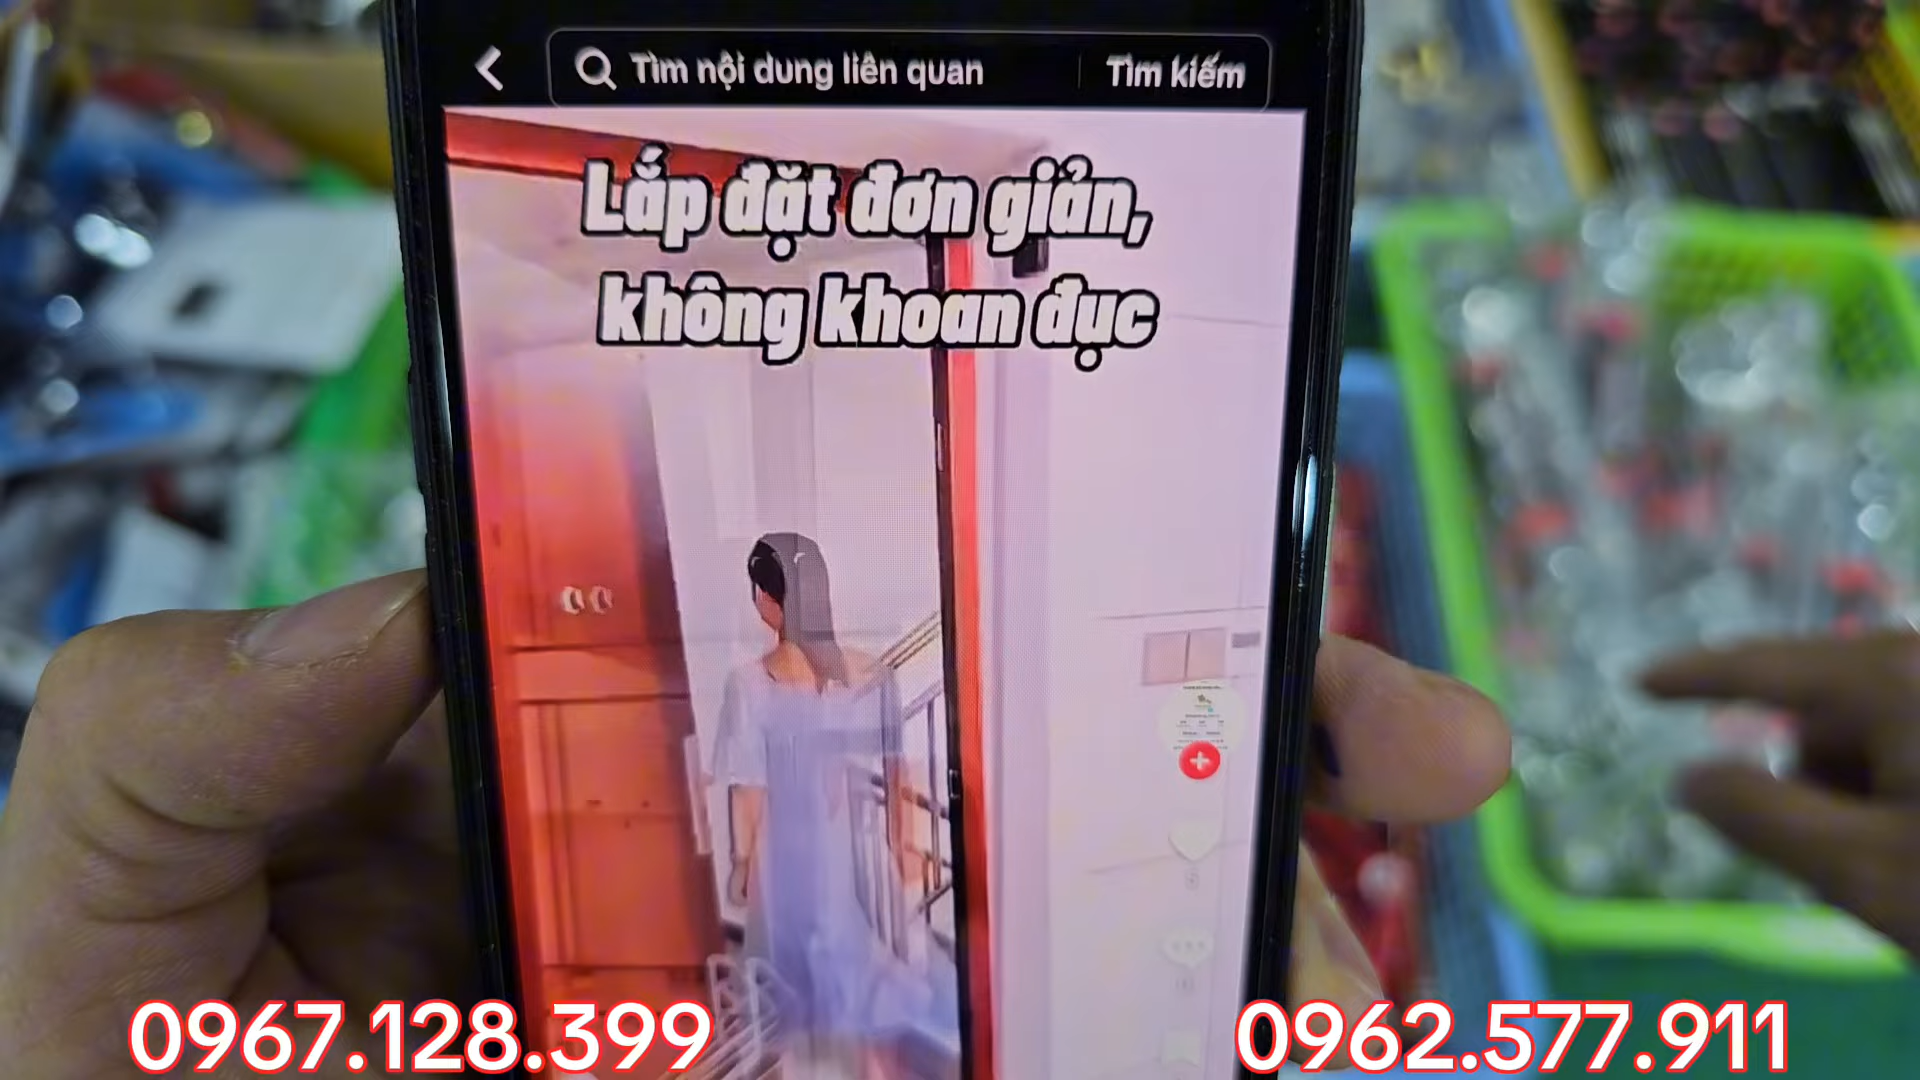 Tìm nội dung liên quan
Tìm kiếm
Lắp đặt đơn giản,
không khoan đục
0967.128.399
0962.577.911